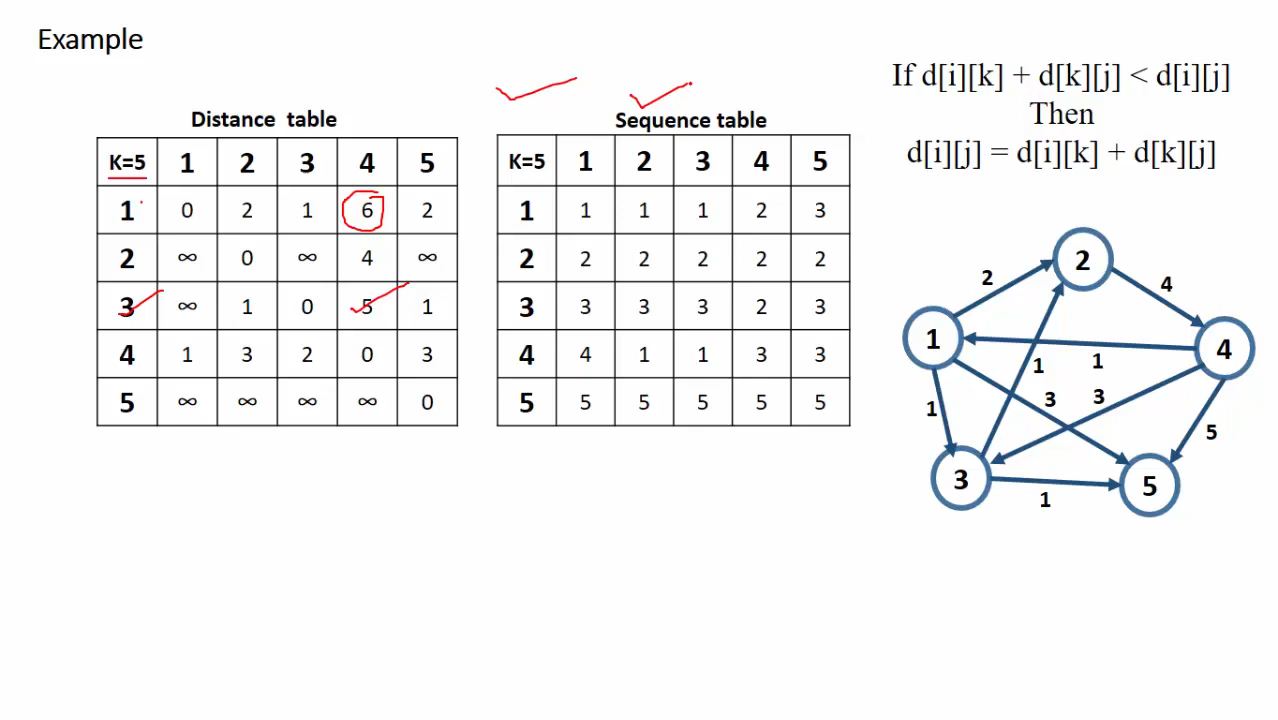 Example
If d[i][k] + d[k][j] < d[i][j]
Then
d[i][j] = d[i][k] + d[k][j]
Distance table
K=5 1 2 3 4 5
1 0 2 1 6 2
2 ∞ 0 ∞ 4 ∞
3 ∞ 1 0 5 1
4 1 3 2 0 3
5 ∞ ∞ ∞ ∞ 0
Sequence table
K=5 1 2 3 4 5
1 1 1 1 2 3
2 2 2 2 2 2
3 3 3 3 2 3
4 4 1 1 3 3
5 5 5 5 5 5
2
2
4
1
4
1
1
3
3
1
5
3
5
1